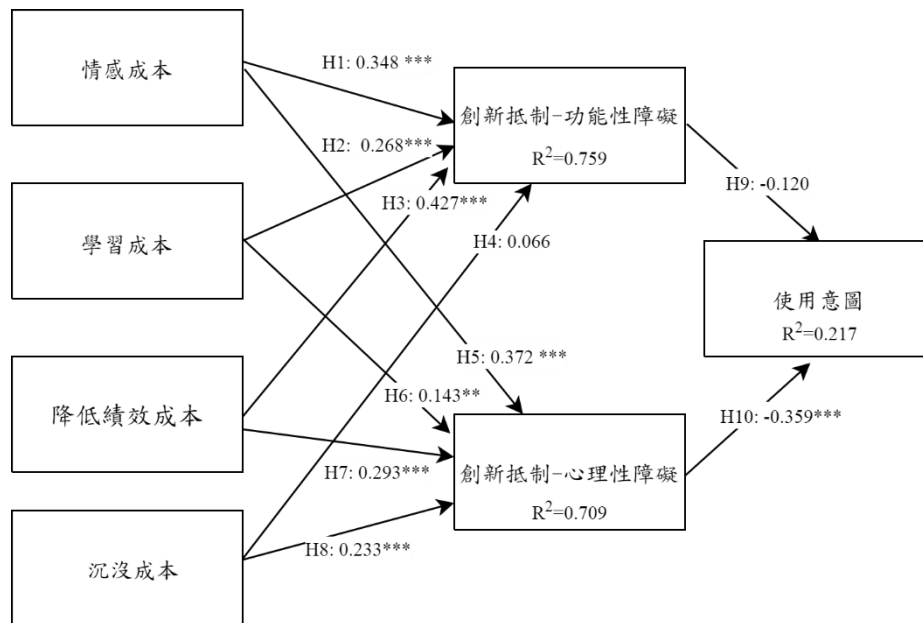 情感成本
H1: 0.348 ***
創新抵制-功能性障礙
R²=0.759
H2: 0.268***
H9: -0.120
H3: 0.427***
學習成本
H4: 0.066
使用意圖
R²=0.217
H5: 0.372 ***
降低績效成本
H6: 0.143**
H10: -0.359***
H7: 0.293***
創新抵制-心理性障礙
R²=0.709
H8: 0.233***
沉沒成本